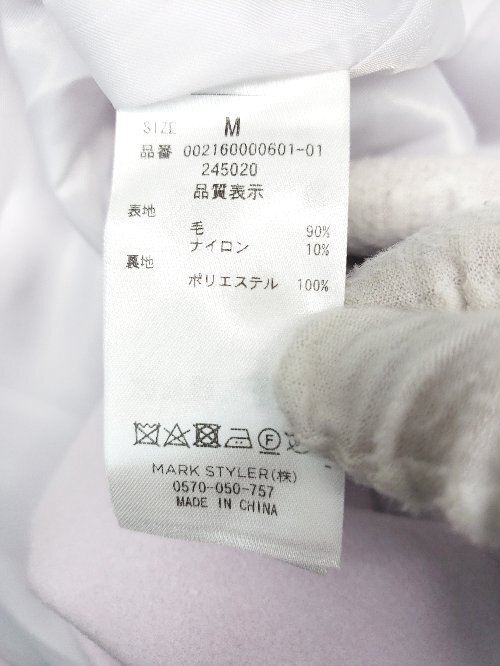 SIZE M
品番 002160000601-01
245020
品質表示
表地
毛 90%
ナイロン 10%
裏地
ポリエステル 100%
MARK STYLER(株)
0570-050-757
MADE IN CHINA